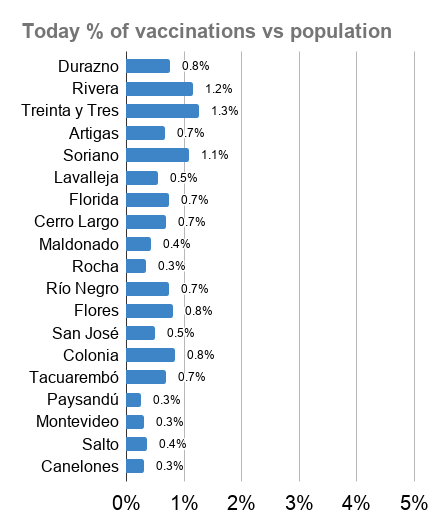 Today % of vaccinations vs population
Durazno 0.8%
Rivera 1.2%
Treinta y Tres 1.3%
Artigas 0.7%
Soriano 1.1%
Lavalleja 0.5%
Florida 0.7%
Cerro Largo 0.7%
Maldonado 0.4%
Rocha 0.3%
Río Negro 0.7%
Flores 0.8%
San José 0.5%
Colonia 0.8%
Tacuarembó 0.7%
Paysandú 0.3%
Montevideo 0.3%
Salto 0.4%
Canelones 0.3%
0% 1% 2% 3% 4% 5%